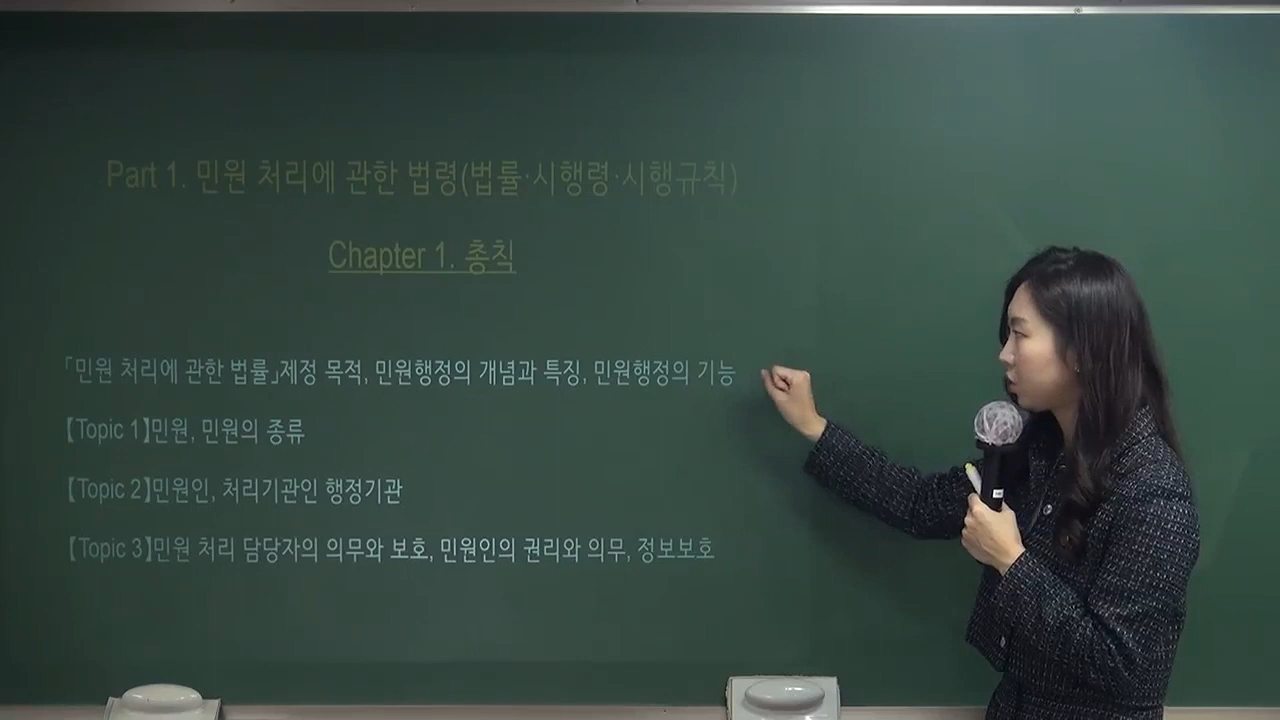 Part 1. 민원 처리에 관한 법령(법률·시행령·시행규칙)
Chapter 1. 총칙
「민원 처리에 관한 법률」제정 목적, 민원행정의 개념과 특징, 민원행정의 기능
【Topic 1】민원, 민원의 종류
【Topic 2】민원인, 처리기관인 행정기관
【Topic 3】민원 처리 담당자의 의무와 보호, 민원인의 권리와 의무, 정보보호